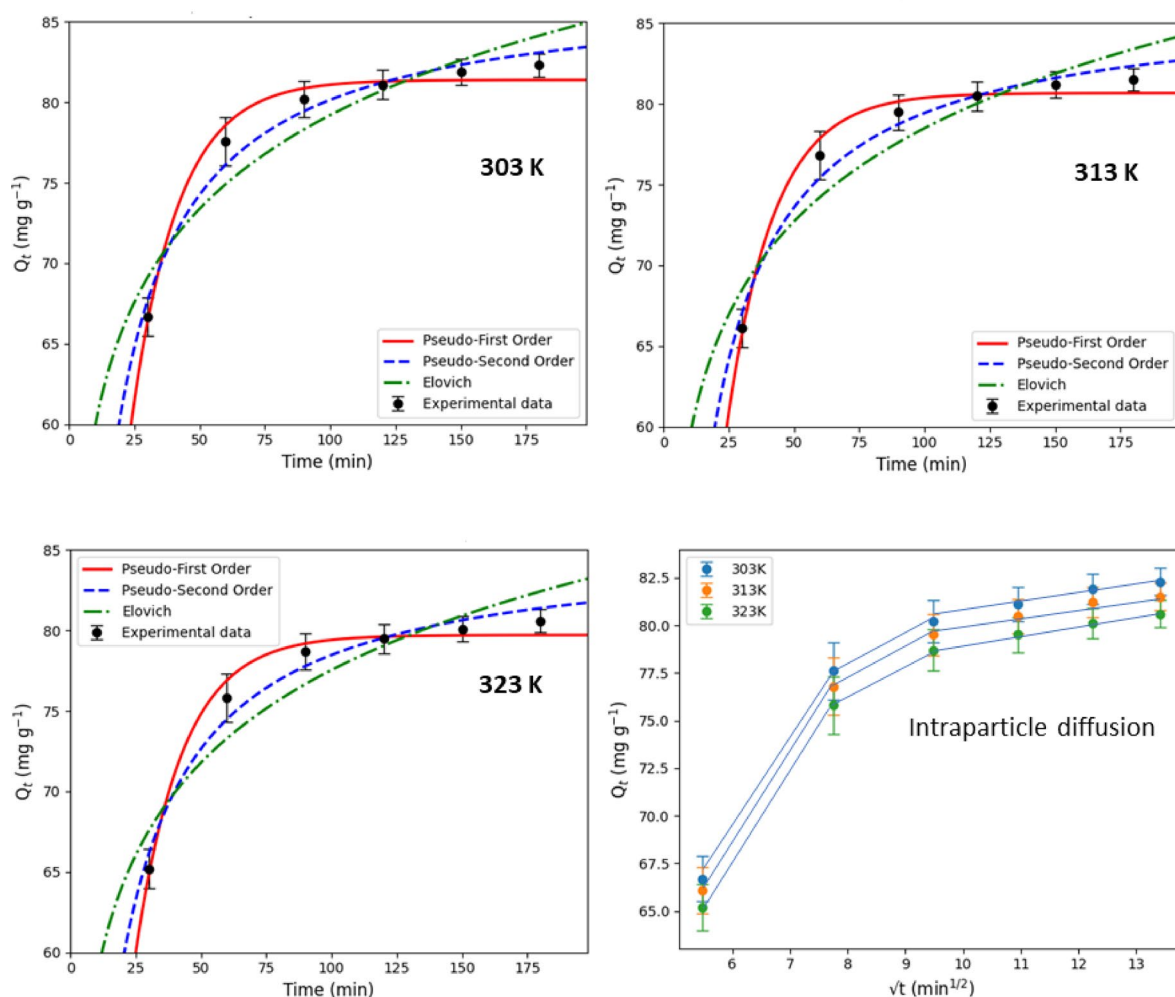 85
80
75
70
65
60
Q_t (mg g⁻¹)
303 K
Pseudo-First Order
Pseudo-Second Order
Elovich
Experimental data
0 25 50 75 100 125 150 175
Time (min)
85
80
75
70
65
60
Q_t (mg g⁻¹)
313 K
Pseudo-First Order
Pseudo-Second Order
Elovich
Experimental data
0 25 50 75 100 125 150 175
Time (min)
85
80
75
70
65
60
Q_t (mg g⁻¹)
Pseudo-First Order
Pseudo-Second Order
Elovich
Experimental data
323 K
0 25 50 75 100 125 150 175
Time (min)
82.5
80.0
77.5
75.0
72.5
70.0
67.5
65.0
Q_t (mg g⁻¹)
303K
313K
323K
Intraparticle diffusion
6 7 8 9 10 11 12 13
√t (min^1/2)